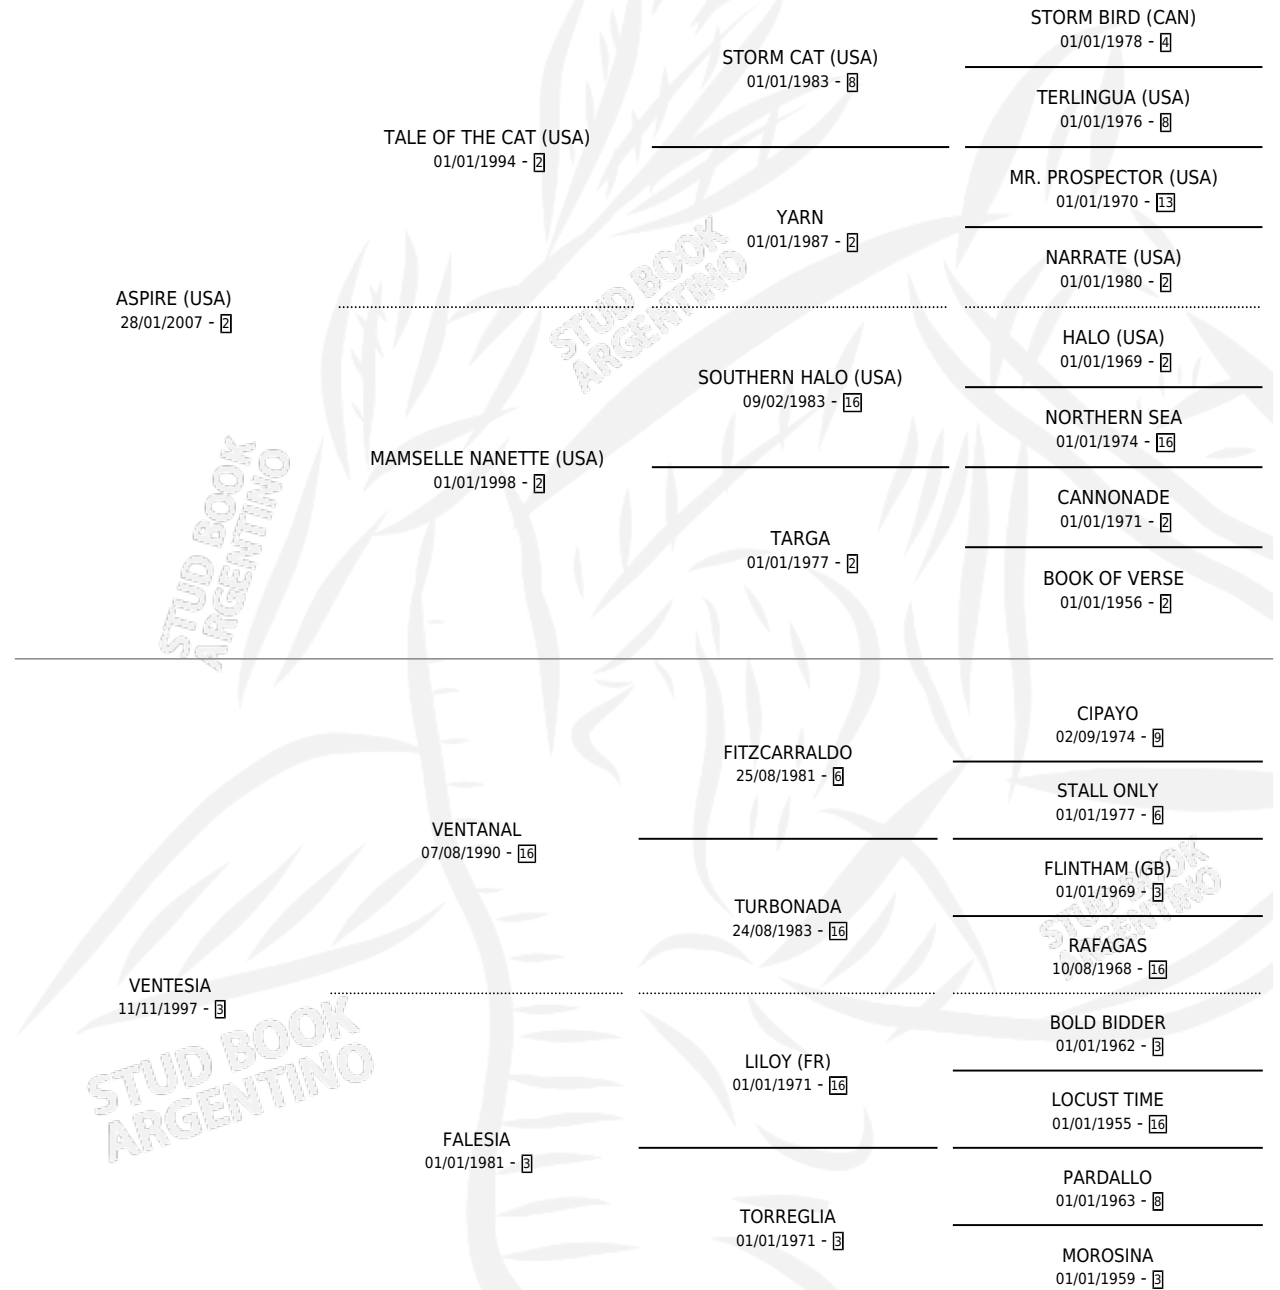 STORM BIRD (CAN)
01/01/1978 - 4
STORM CAT (USA)
01/01/1983 - 8
TERLINGUA (USA)
01/01/1976 - 8
TALE OF THE CAT (USA)
01/01/1994 - 2
MR. PROSPECTOR (USA)
01/01/1970 - 13
YARN
01/01/1987 - 2
NARRATE (USA)
01/01/1980 - 2
ASPIRE (USA)
28/01/2007 - 2
HALO (USA)
01/01/1969 - 2
SOUTHERN HALO (USA)
09/02/1983 - 16
NORTHERN SEA
01/01/1974 - 16
MAMSELLE NANETTE (USA)
01/01/1998 - 2
CANNONADE
01/01/1971 - 2
TARGA
01/01/1977 - 2
BOOK OF VERSE
01/01/1956 - 2
STUD BOOK
ARGENTINO
STUD BOOK
ARGENTINO
CIPAYO
02/09/1974 - 9
FITZCARRALDO
25/08/1981 - 6
STALL ONLY
01/01/1977 - 6
VENTANAL
07/08/1990 - 16
FLINTHAM (GB)
01/01/1969 - 3
TURBONADA
24/08/1983 - 16
RAFAGAS
10/08/1968 - 16
VENTESIA
11/11/1997 - 3
BOLD BIDDER
01/01/1962 - 3
LILOY (FR)
01/01/1971 - 16
LOCUST TIME
01/01/1955 - 16
FALESIA
01/01/1981 - 3
PARDALLO
01/01/1963 - 8
TORREGLIA
01/01/1971 - 3
MOROSINA
01/01/1959 - 3
STUD BOOK
ARGENTINO
STUD BOOK
ARGENTINO